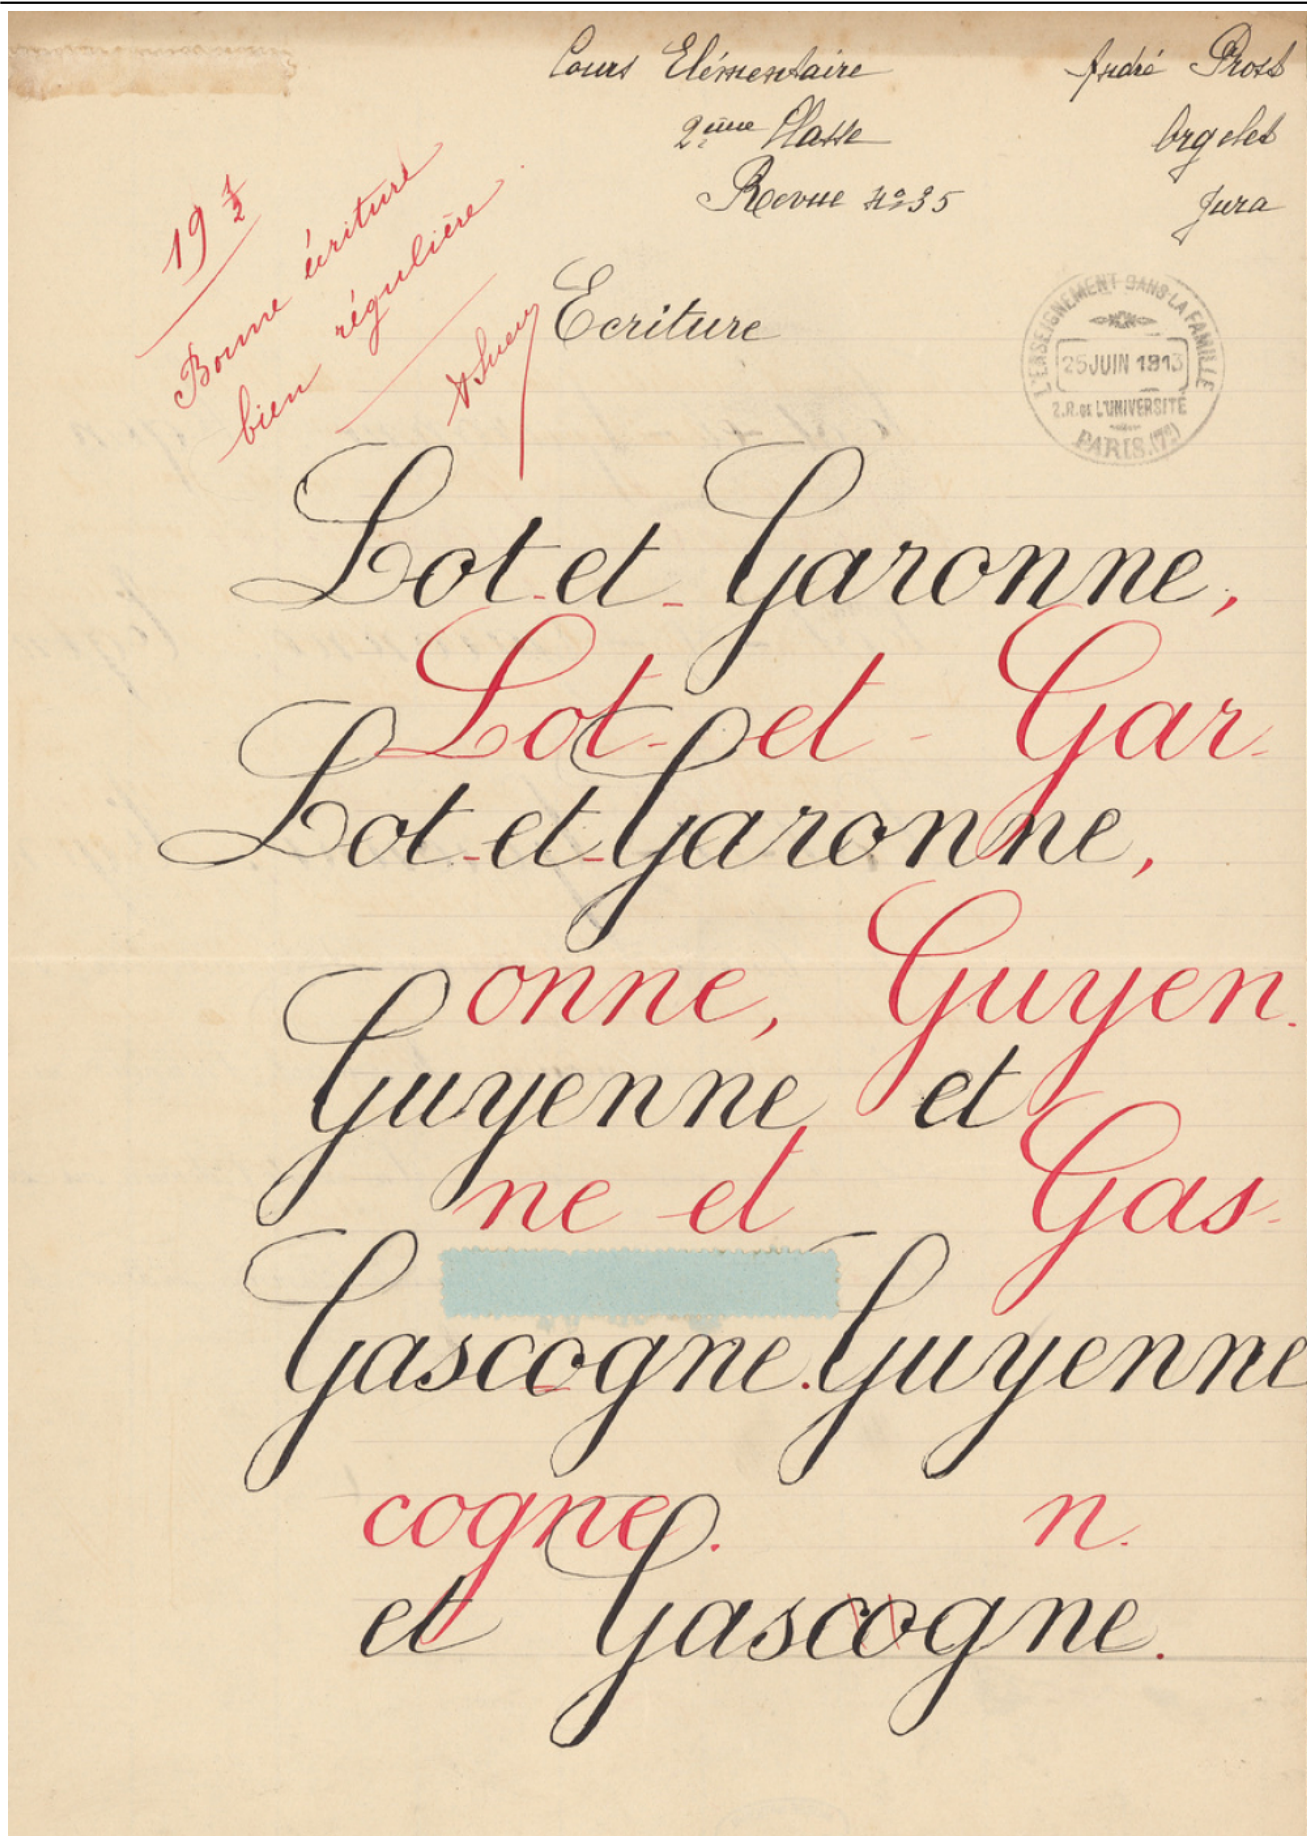 Cours Elémentaire
André Prost
2ème Classe
Orgelet
Revue No 35
Jura
19 1/2
Bonne écriture
bien régulière
Ecriture
L'ENSEIGNEMENT DANS LA FAMILLE
25 JUIN 1913
2.R. DE L'UNIVERSITÉ
PARIS (7e)
Lot-et-Garonne,
Lot-et-Gar-
Lot-et-Garonne,
onne, Guyen.
Guyenne et
ne et Gas-
Gascogne. Guyenne
cogne. n.
et Gascogne.